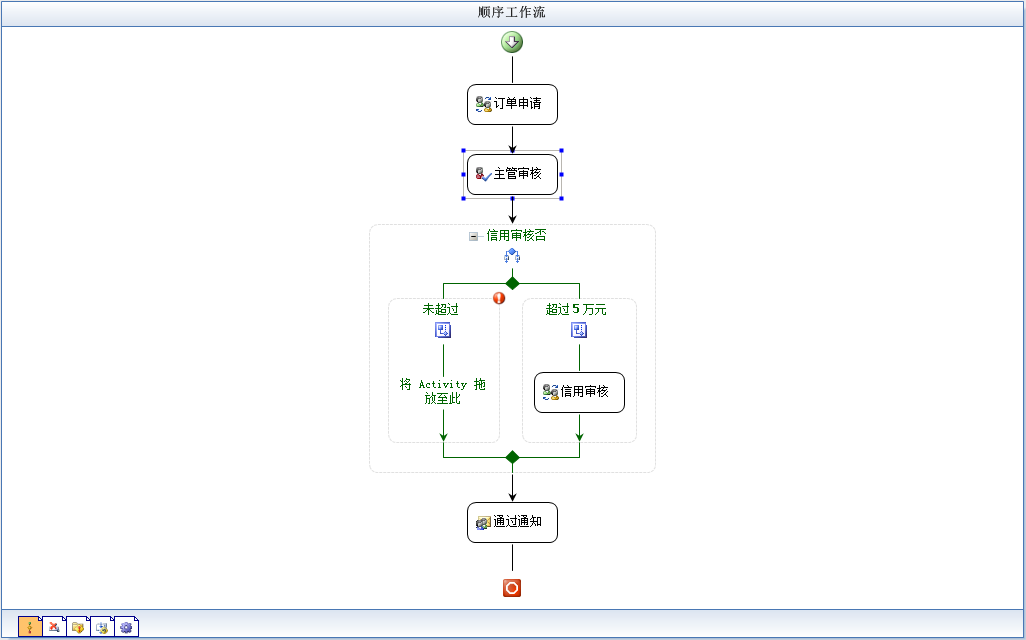 顺序工作流
订单申请
主管审核
信用审核否
未超过
超过5万元
将 Activity 拖
放至此
信用审核
通过通知